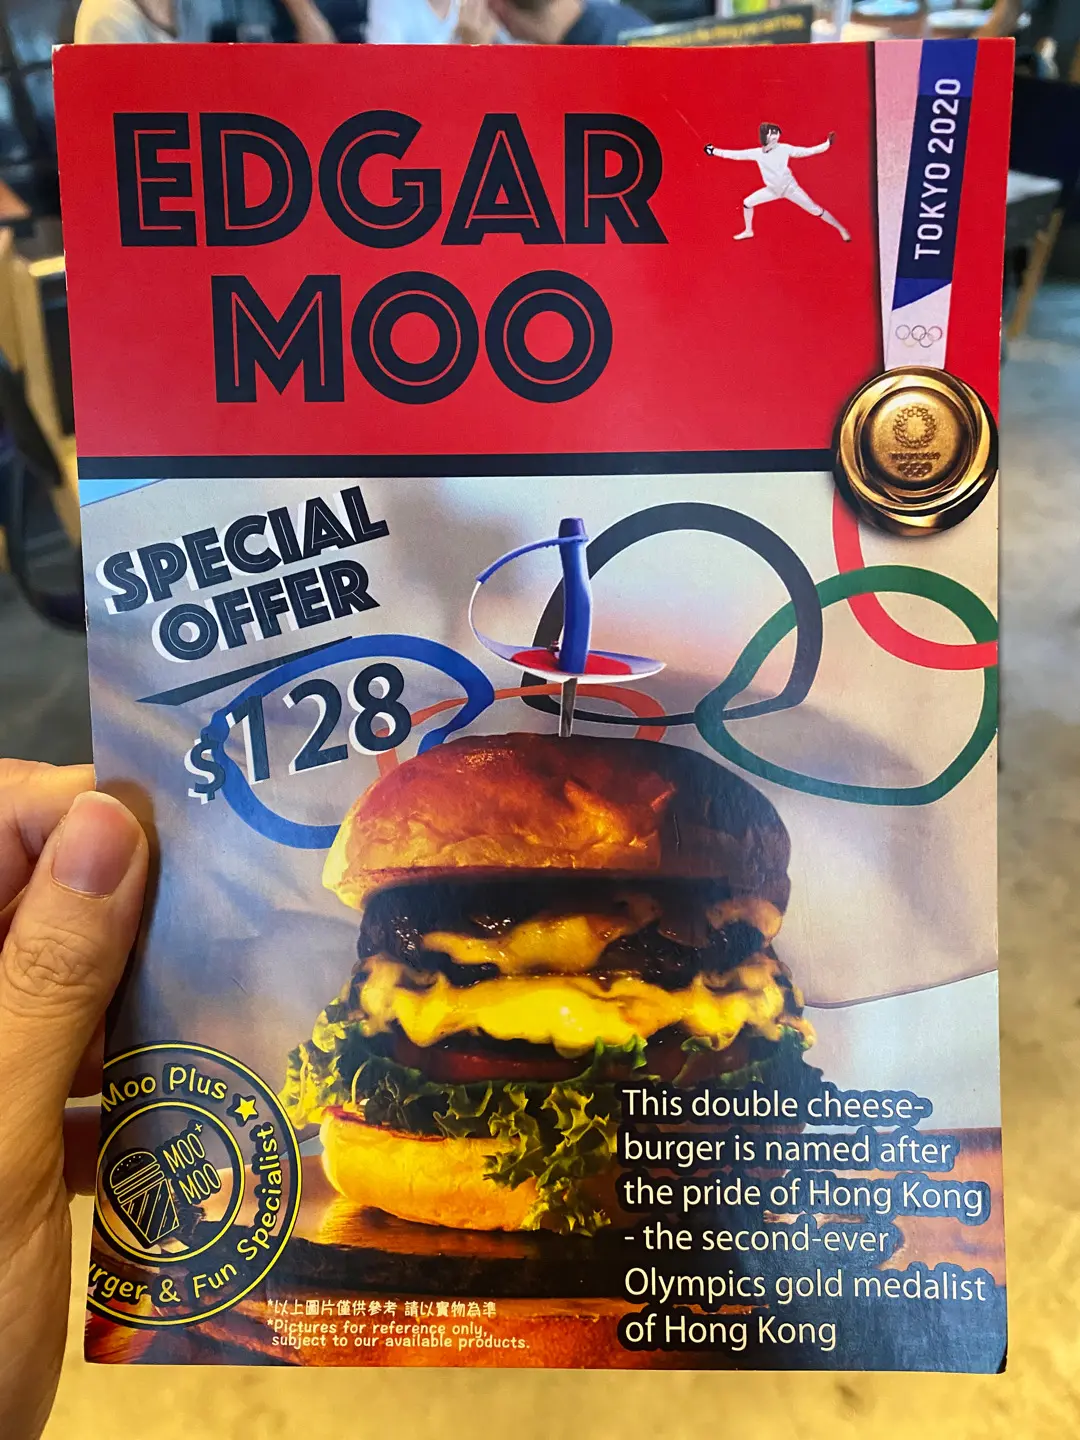 EDGAR
MOO
TOKYO 2020
SPECIAL
OFFER
$128
This double cheese-
burger is named after
the pride of Hong Kong
- the second-ever
Olympics gold medalist
of Hong Kong
Moo Plus
MOO+
MOO
urger & Fun Specialist
*以上圖片僅供參考 請以實物為準
*Pictures for reference only,
subject to our available products.